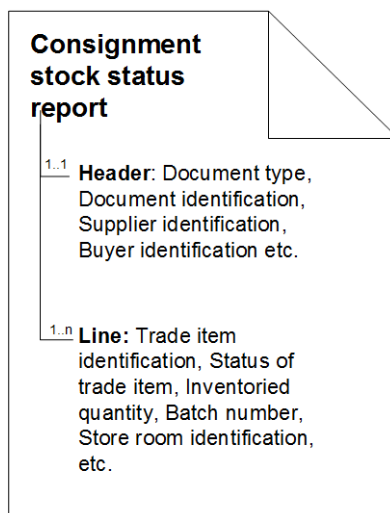 Consignment
stock status
report
1..1
Header: Document type,
Document identification,
Supplier identification,
Buyer identification etc.
1..n
Line: Trade item
identification, Status of
trade item, Inventoried
quantity, Batch number,
Store room identification,
etc.